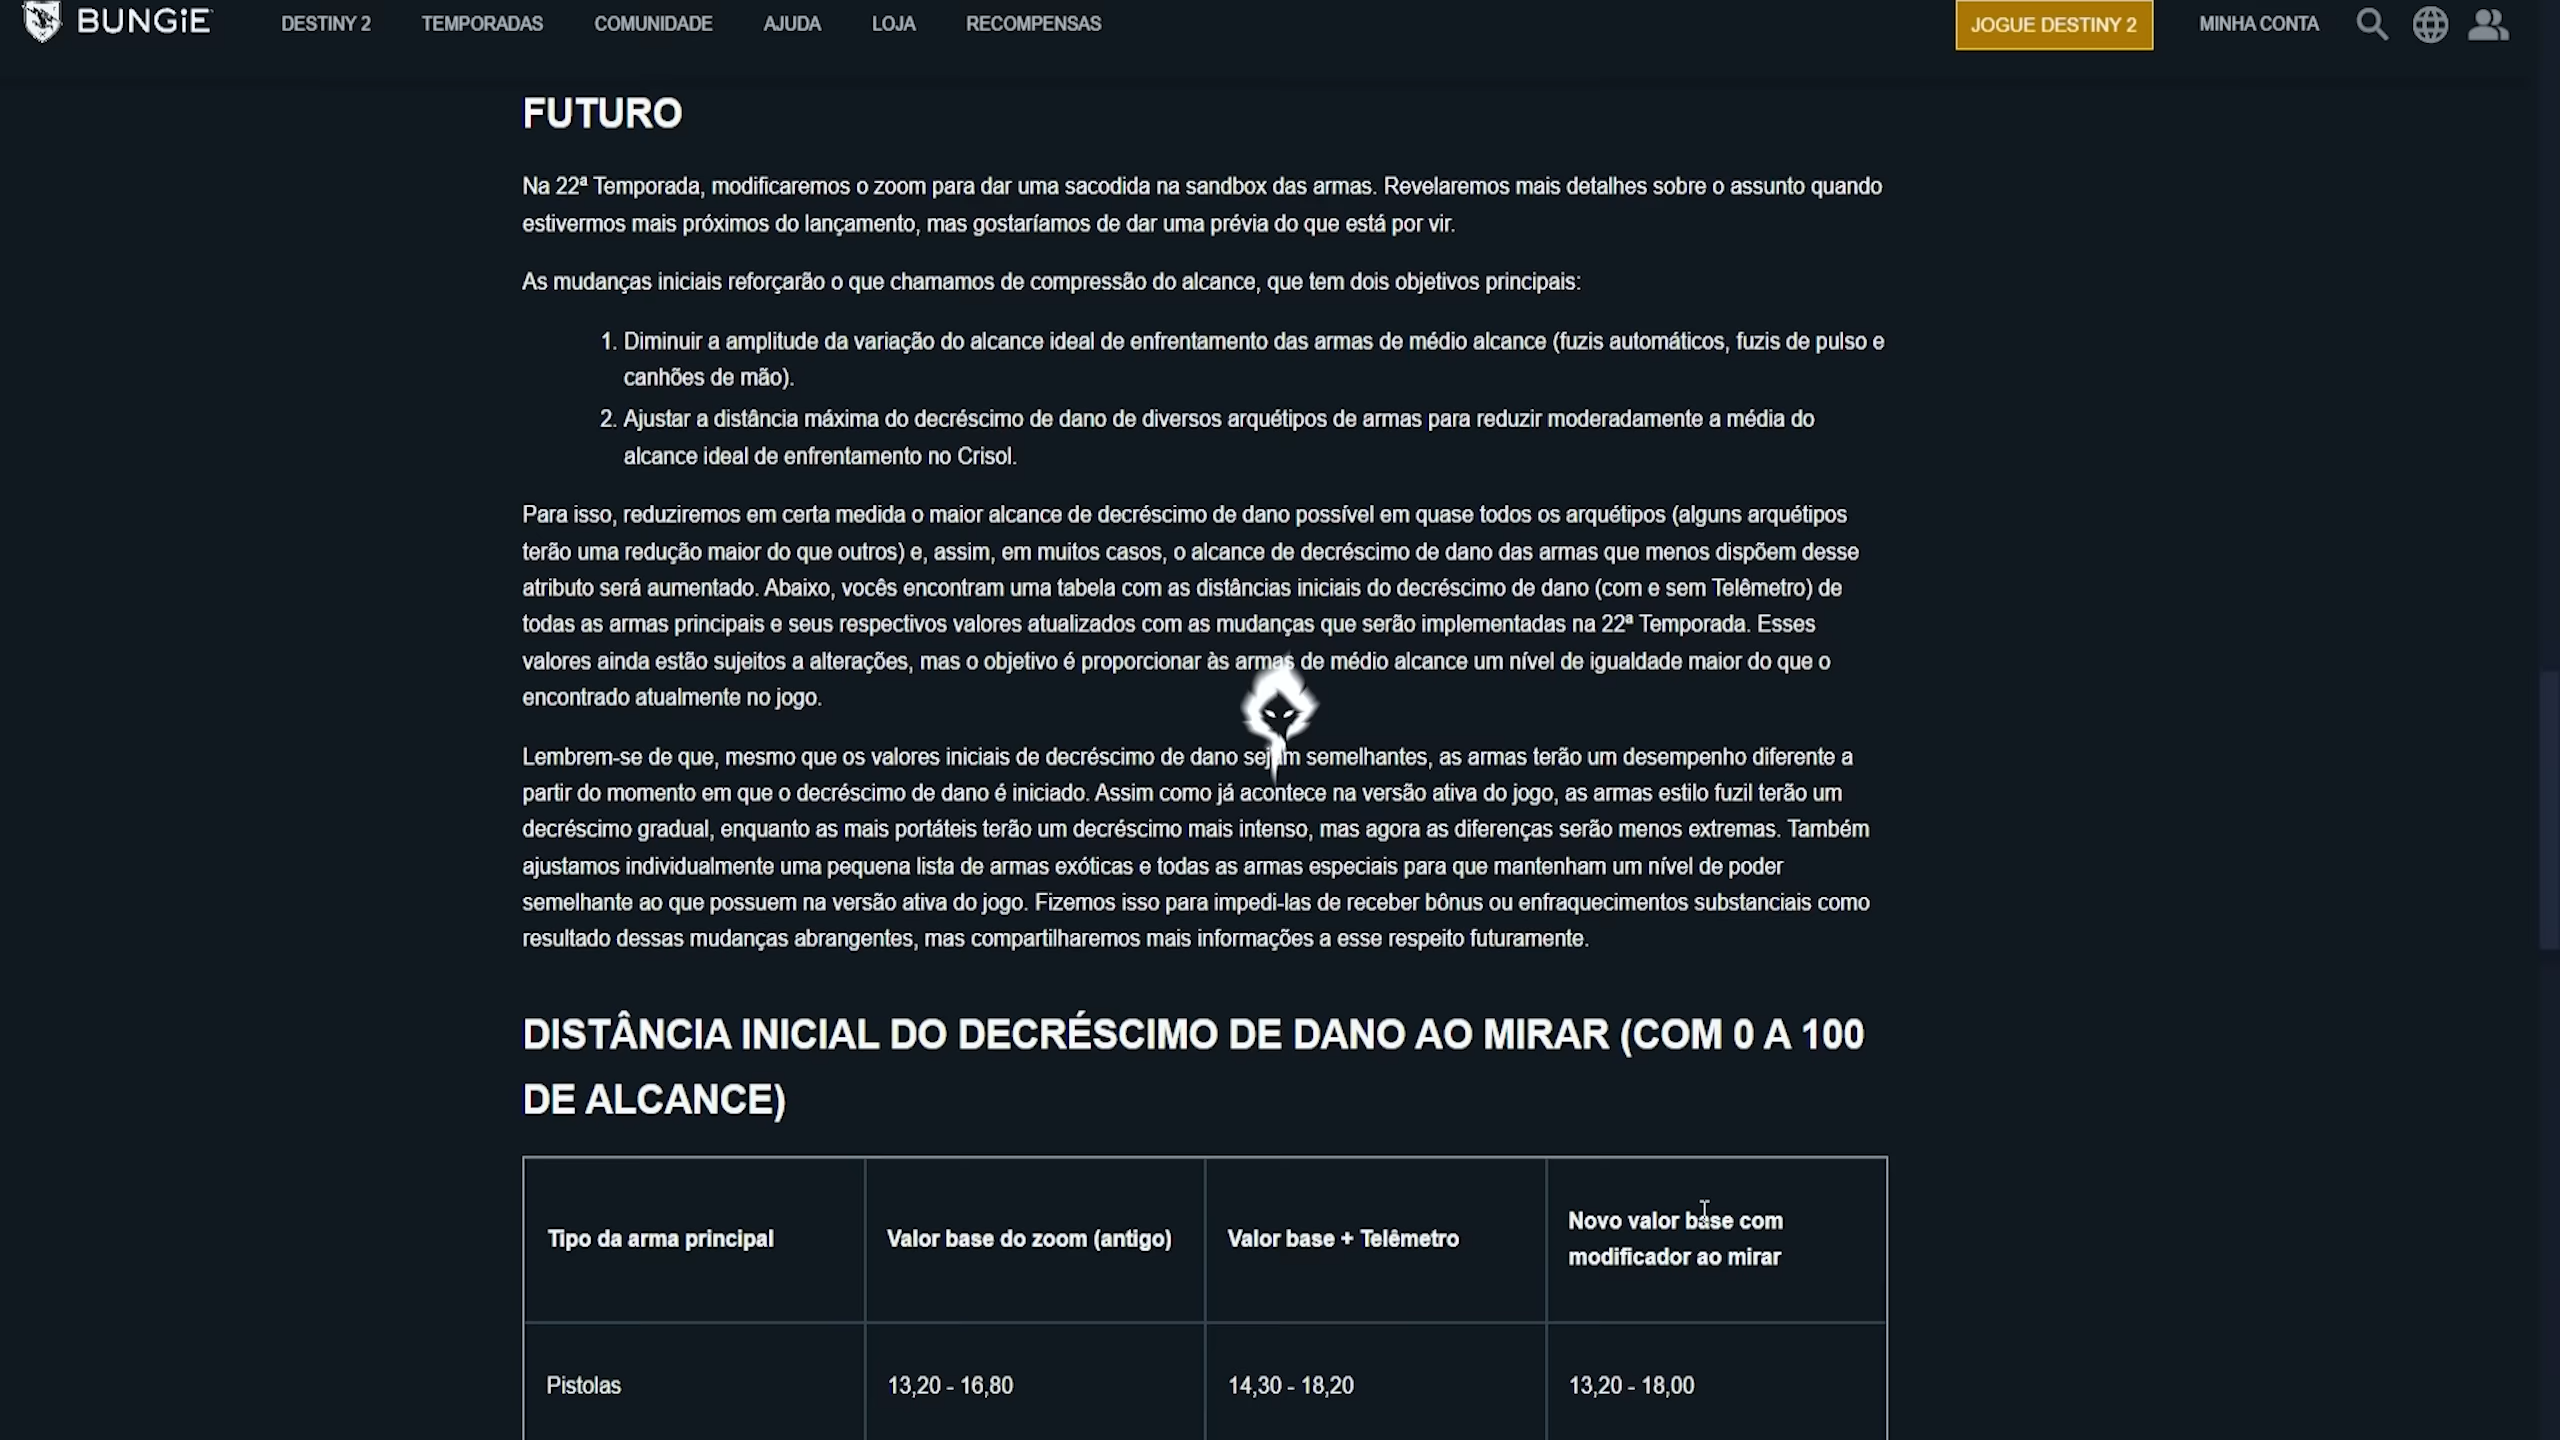 BUNGiE DESTINY 2 TEMPORADAS COMUNIDADE AJUDA LOJA RECOMPENSAS JOGUE DESTINY 2 MINHA CONTA
FUTURO
Na 22ª Temporada, modificaremos o zoom para dar uma sacodida na sandbox das armas. Revelaremos mais detalhes sobre o assunto quando
estivermos mais próximos do lançamento, mas gostaríamos de dar uma prévia do que está por vir.
As mudanças iniciais reforçarão o que chamamos de compressão do alcance, que tem dois objetivos principais:
1. Diminuir a amplitude da variação do alcance ideal de enfrentamento das armas de médio alcance (fuzis automáticos, fuzis de pulso e
canhões de mão).
2. Ajustar a distância máxima do decréscimo de dano de diversos arquétipos de armas para reduzir moderadamente a média do
alcance ideal de enfrentamento no Crisol.
Para isso, reduziremos em certa medida o maior alcance de decréscimo de dano possível em quase todos os arquétipos (alguns arquétipos
terão uma redução maior do que outros) e, assim, em muitos casos, o alcance de decréscimo de dano das armas que menos dispõem desse
atributo será aumentado. Abaixo, vocês encontram uma tabela com as distâncias iniciais do decréscimo de dano (com e sem Telêmetro) de
todas as armas principais e seus respectivos valores atualizados com as mudanças que serão implementadas na 22ª Temporada. Esses
valores ainda estão sujeitos a alterações, mas o objetivo é proporcionar às armas de médio alcance um nível de igualdade maior do que o
encontrado atualmente no jogo.
Lembrem-se de que, mesmo que os valores iniciais de decréscimo de dano sejam semelhantes, as armas terão um desempenho diferente a
partir do momento em que o decréscimo de dano é iniciado. Assim como já acontece na versão ativa do jogo, as armas estilo fuzil terão um
decréscimo gradual, enquanto as mais portáteis terão um decréscimo mais intenso, mas agora as diferenças serão menos extremas. Também
ajustamos individualmente uma pequena lista de armas exóticas e todas as armas especiais para que mantenham um nível de poder
semelhante ao que possuem na versão ativa do jogo. Fizemos isso para impedi-las de receber bônus ou enfraquecimentos substanciais como
resultado dessas mudanças abrangentes, mas compartilharemos mais informações a esse respeito futuramente.
DISTÂNCIA INICIAL DO DECRÉSCIMO DE DANO AO MIRAR (COM 0 A 100
DE ALCANCE)
Tipo da arma principal
Valor base do zoom (antigo)
Valor base + Telêmetro
Novo valor base com
modificador ao mirar
Pistolas
13,20 - 16,80
14,30 - 18,20
13,20 - 18,00